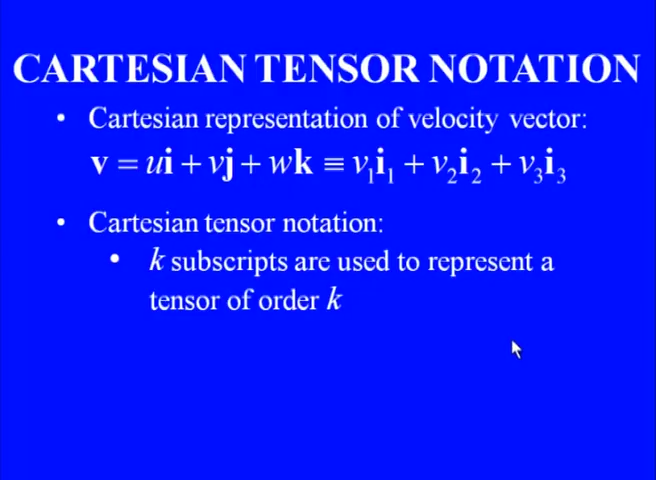 CARTESIAN TENSOR NOTATION
• Cartesian representation of velocity vector:
v = ui + vj + wk ≡ v₁i₁ + v₂i₂ + v₃i₃
• Cartesian tensor notation:
• k subscripts are used to represent a
tensor of order k